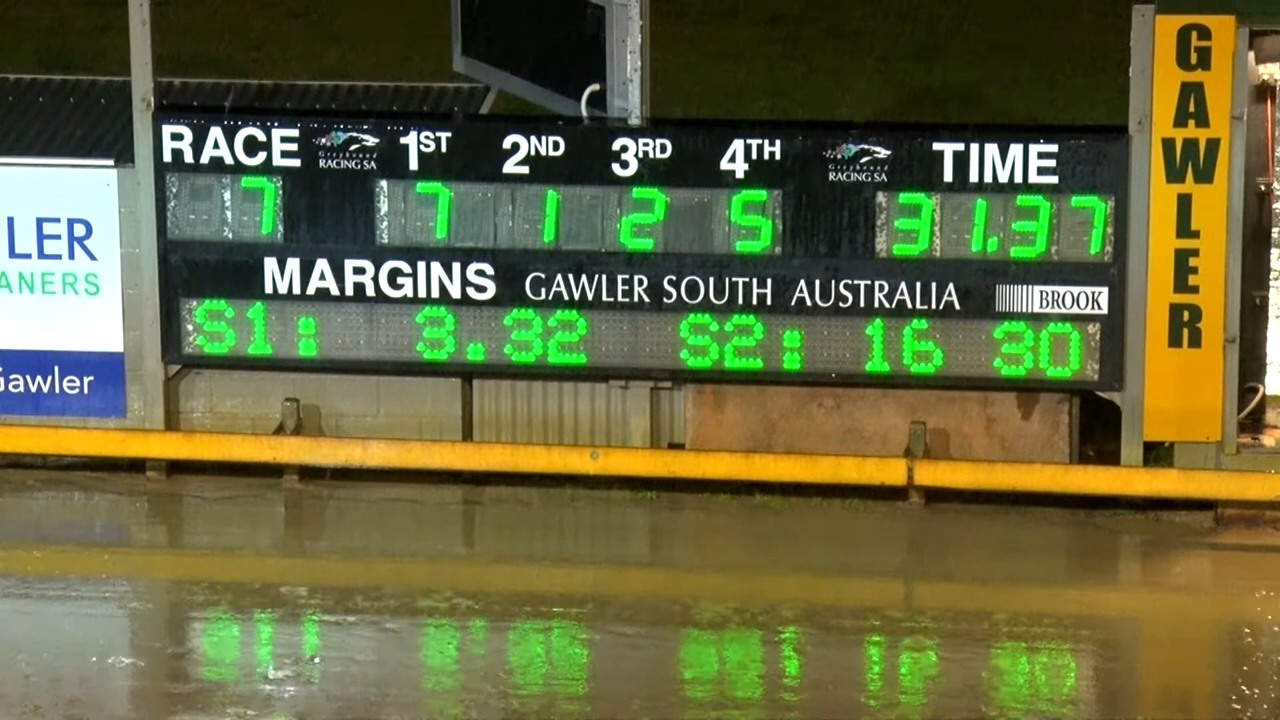 RACE Greyhound RACING SA 1ST 2ND 3RD 4TH Greyhound RACING SA TIME
7 7 1 2 5 31.37
MARGINS GAWLER SOUTH AUSTRALIA BROOK
S1: 3.32 S2: 16 30
GAWLER
LER
ANERS
Gawler